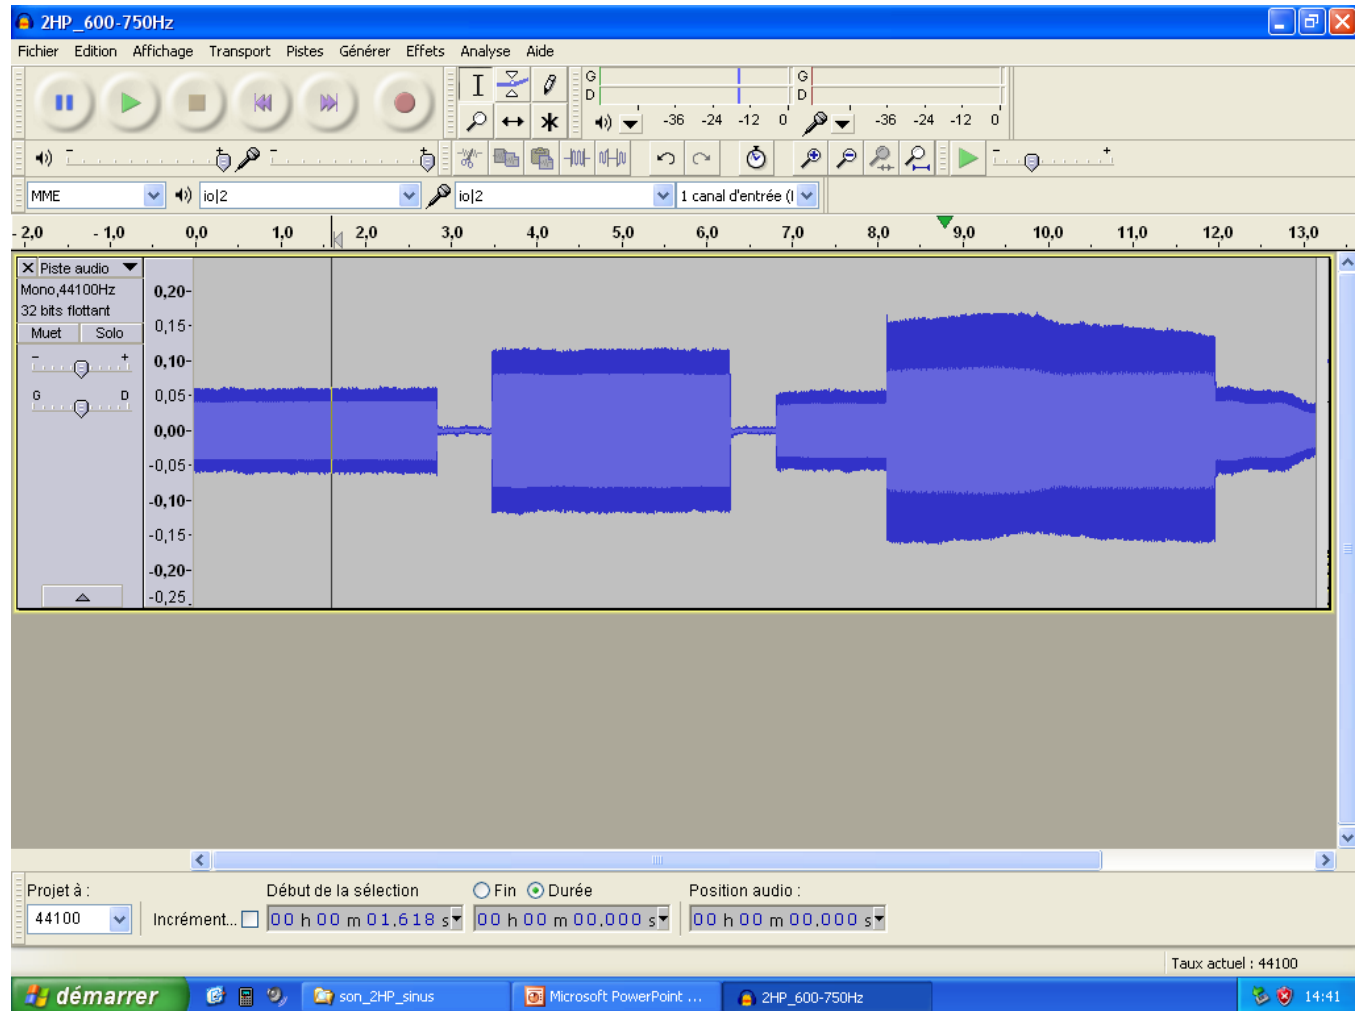 2HP_600-750Hz
Fichier Edition Affichage Transport Pistes Générer Effets Analyse Aide
G
D
G
D
-36 -24 -12 0
-36 -24 -12 0
MME
io|2
io|2
1 canal d'entrée (I
- 2,0 - 1,0 0,0 1,0 2,0 3,0 4,0 5,0 6,0 7,0 8,0 9,0 10,0 11,0 12,0 13,0
Piste audio
Mono,44100Hz
32 bits flottant
Muet Solo
- +
G D
0,20-
0,15-
0,10-
0,05-
0,00-
-0,05-
-0,10-
-0,15-
-0,20-
-0,25
Projet à :
Début de la sélection
Fin
Durée
Position audio :
44100
Incrément...
00 h 00 m 01,618 s
00 h 00 m 00,000 s
00 h 00 m 00,000 s
Taux actuel : 44100
démarrer
son_2HP_sinus
Microsoft PowerPoint ...
2HP_600-750Hz
14:41